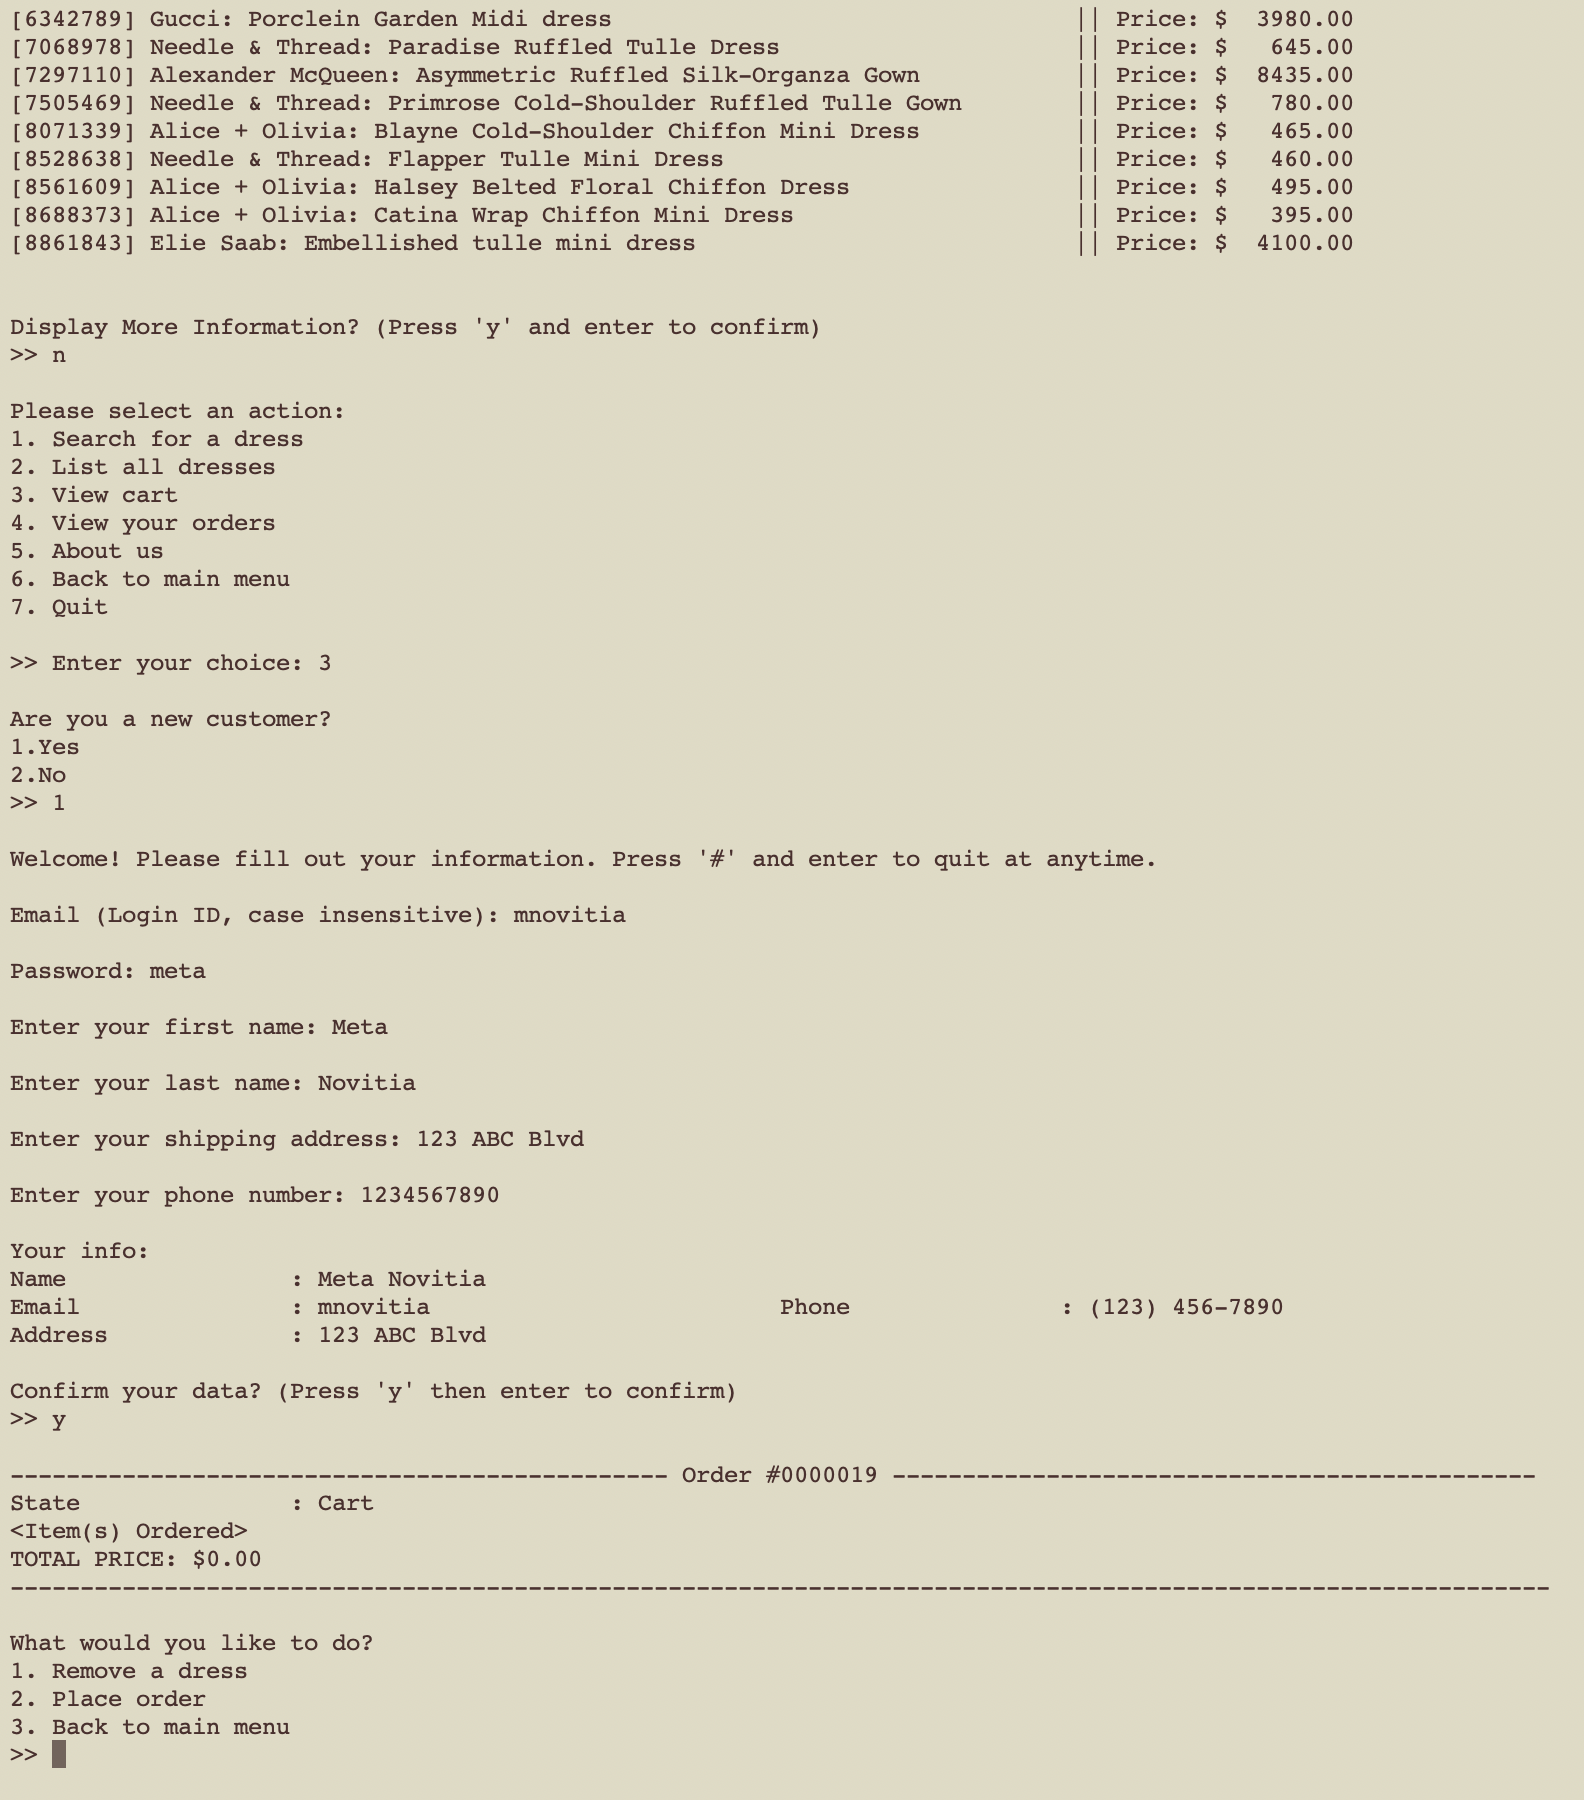 [6342789] Gucci: Porclein Garden Midi dress || Price: $ 3980.00
[7068978] Needle & Thread: Paradise Ruffled Tulle Dress || Price: $ 645.00
[7297110] Alexander McQueen: Asymmetric Ruffled Silk-Organza Gown || Price: $ 8435.00
[7505469] Needle & Thread: Primrose Cold-Shoulder Ruffled Tulle Gown || Price: $ 780.00
[8071339] Alice + Olivia: Blayne Cold-Shoulder Chiffon Mini Dress || Price: $ 465.00
[8528638] Needle & Thread: Flapper Tulle Mini Dress || Price: $ 460.00
[8561609] Alice + Olivia: Halsey Belted Floral Chiffon Dress || Price: $ 495.00
[8688373] Alice + Olivia: Catina Wrap Chiffon Mini Dress || Price: $ 395.00
[8861843] Elie Saab: Embellished tulle mini dress || Price: $ 4100.00
Display More Information? (Press 'y' and enter to confirm)
>> n
Please select an action:
1. Search for a dress
2. List all dresses
3. View cart
4. View your orders
5. About us
6. Back to main menu
7. Quit
>> Enter your choice: 3
Are you a new customer?
1.Yes
2.No
>> 1
Welcome! Please fill out your information. Press '#' and enter to quit at anytime.
Email (Login ID, case insensitive): mnovitia
Password: meta
Enter your first name: Meta
Enter your last name: Novitia
Enter your shipping address: 123 ABC Blvd
Enter your phone number: 1234567890
Your info:
Name : Meta Novitia
Email : mnovitia Phone : (123) 456-7890
Address : 123 ABC Blvd
Confirm your data? (Press 'y' then enter to confirm)
>> y
----------------------------------------------- Order #0000019 ----------------------------------------------
State : Cart
<Item(s) Ordered>
TOTAL PRICE: $0.00
--------------------------------------------------------------------------------------------------------------
What would you like to do?
1. Remove a dress
2. Place order
3. Back to main menu
>>